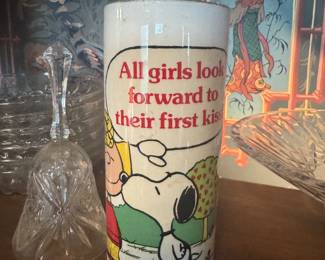 All girls look
forward to
their first kiss